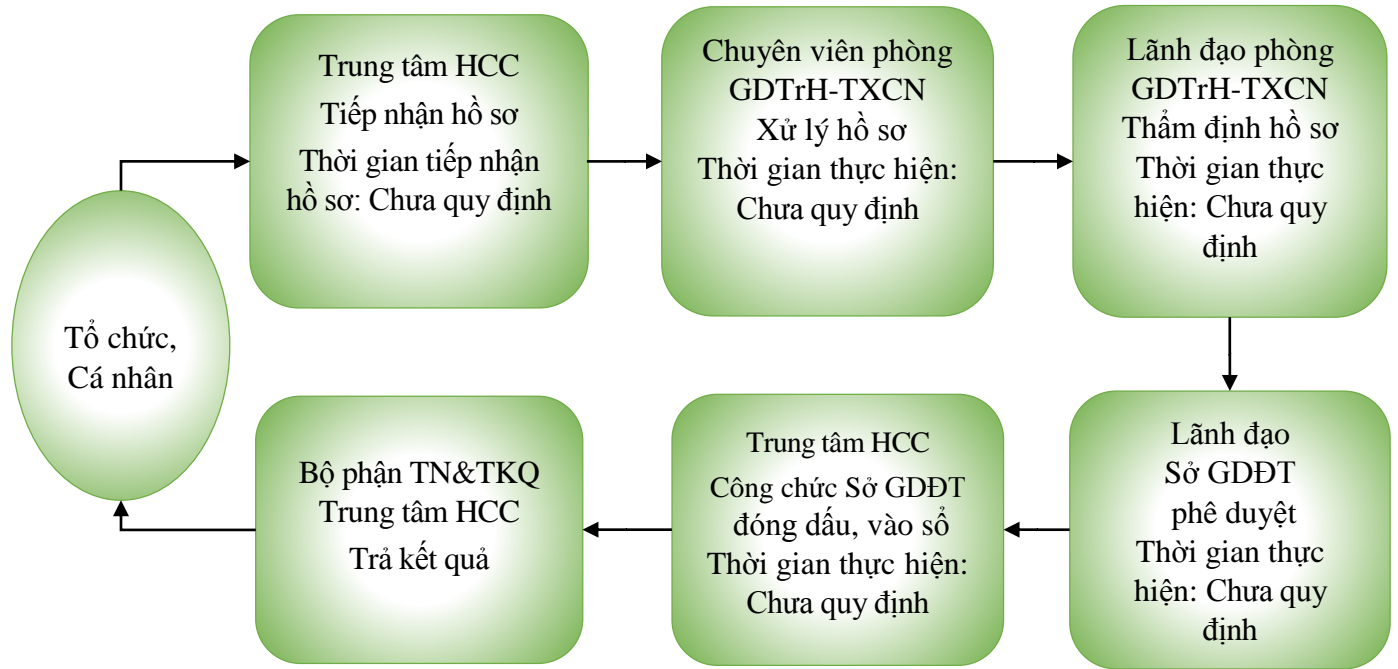 Trung tâm HCC
Tiếp nhận hồ sơ
Thời gian tiếp nhận
hồ sơ: Chưa quy định
Chuyên viên phòng
GDTrH-TXCN
Xử lý hồ sơ
Thời gian thực hiện:
Chưa quy định
Lãnh đạo phòng
GDTrH-TXCN
Thẩm định hồ sơ
Thời gian thực
hiện: Chưa quy
định
Tổ chức,
Cá nhân
Bộ phận TN&TKQ
Trung tâm HCC
Trả kết quả
Trung tâm HCC
Công chức Sở GDĐT
đóng dấu, vào sổ
Thời gian thực hiện:
Chưa quy định
Lãnh đạo
Sở GDĐT
phê duyệt
Thời gian thực
hiện: Chưa quy
định